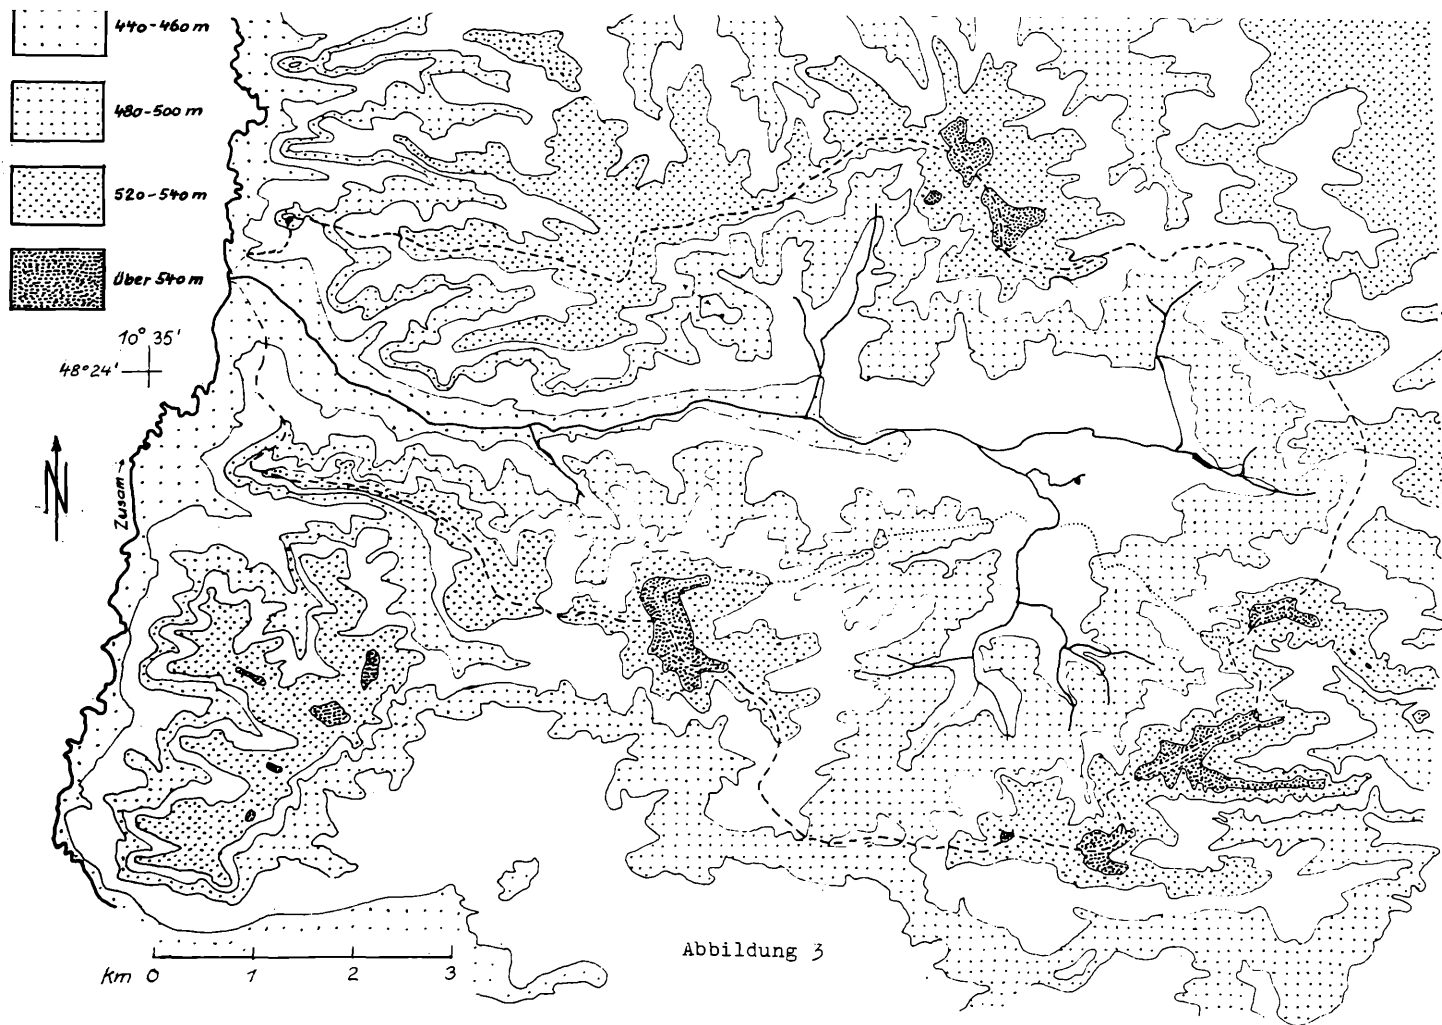 440-460 m
480-500 m
520-540 m
Über 540 m
10° 35'
48° 24'
N
Zusam →
km 0 1 2 3
Abbildung 3